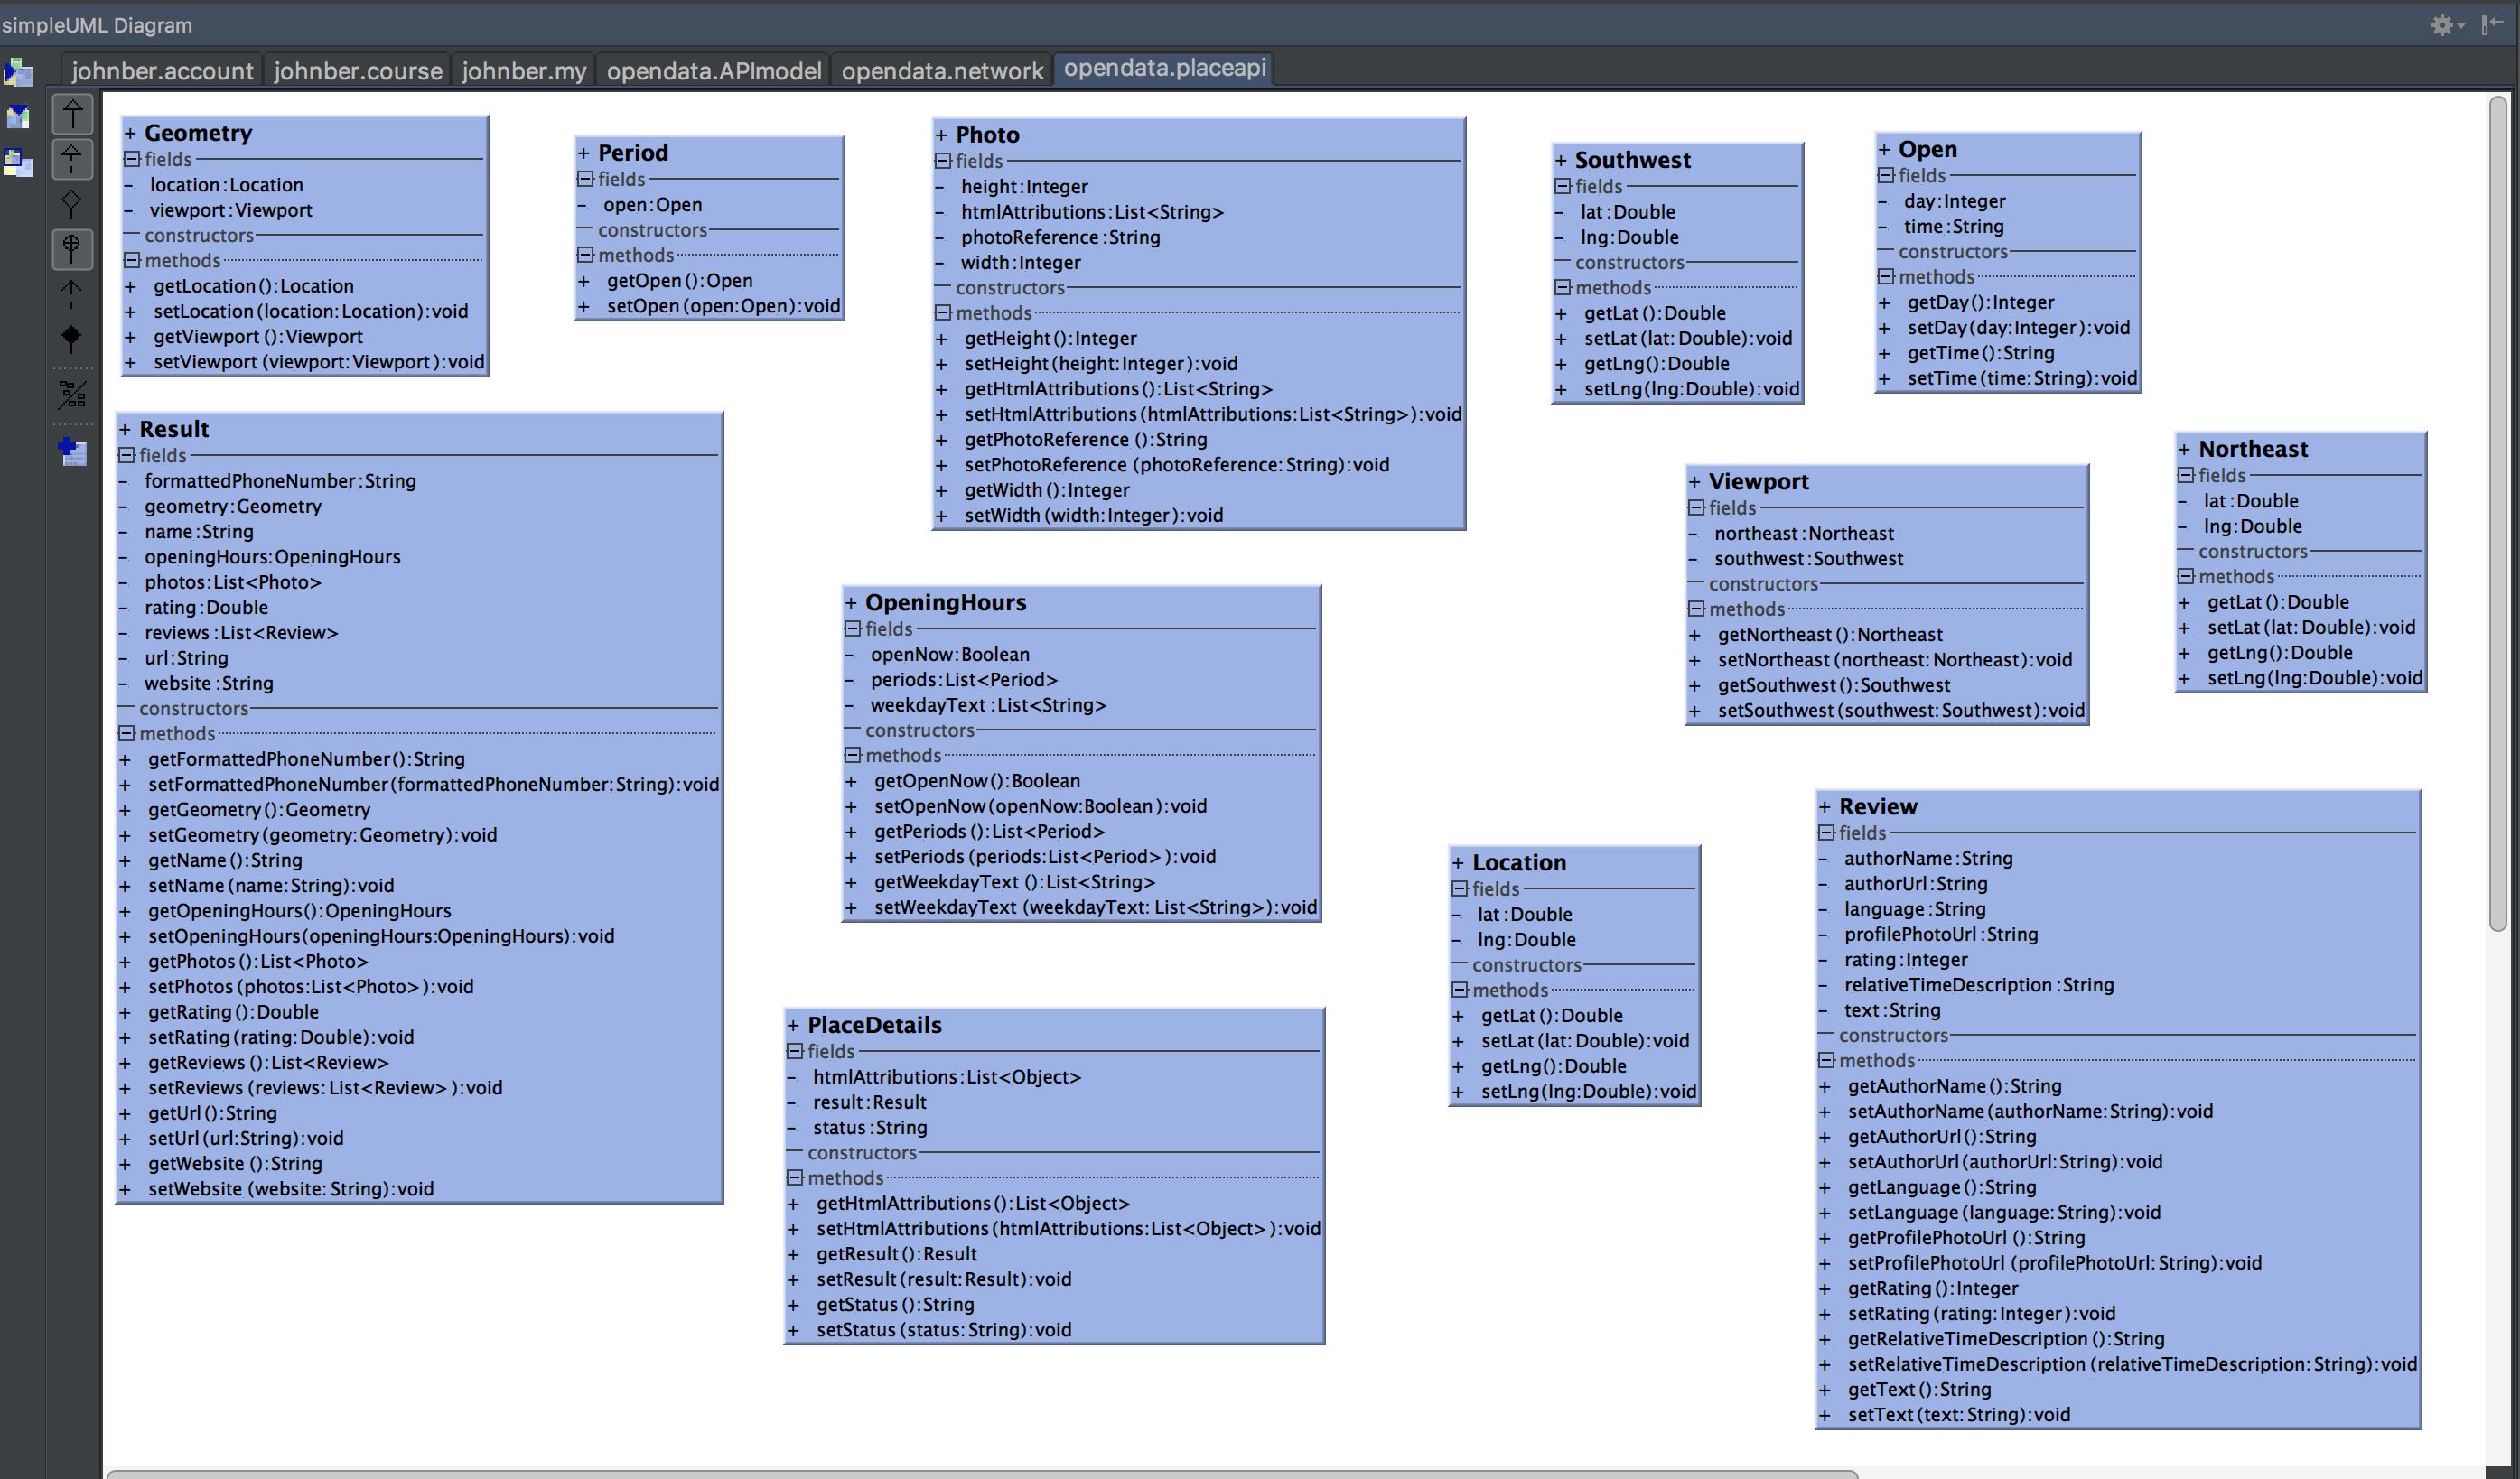 simpleUML Diagram
johnber.account johnber.course johnber.my opendata.APImodel opendata.network opendata.placeapi
+ Geometry
fields
- location:Location
- viewport:Viewport
constructors
methods
+ getLocation():Location
+ setLocation(location:Location):void
+ getViewport():Viewport
+ setViewport(viewport:Viewport):void
+ Period
fields
- open:Open
constructors
methods
+ getOpen():Open
+ setOpen(open:Open):void
+ Photo
fields
- height:Integer
- htmlAttributions:List<String>
- photoReference:String
- width:Integer
constructors
methods
+ getHeight():Integer
+ setHeight(height:Integer):void
+ getHtmlAttributions():List<String>
+ setHtmlAttributions(htmlAttributions:List<String>):void
+ getPhotoReference():String
+ setPhotoReference(photoReference:String):void
+ getWidth():Integer
+ setWidth(width:Integer):void
+ Southwest
fields
- lat:Double
- lng:Double
constructors
methods
+ getLat():Double
+ setLat(lat:Double):void
+ getLng():Double
+ setLng(lng:Double):void
+ Open
fields
- day:Integer
- time:String
constructors
methods
+ getDay():Integer
+ setDay(day:Integer):void
+ getTime():String
+ setTime(time:String):void
+ Result
fields
- formattedPhoneNumber:String
- geometry:Geometry
- name:String
- openingHours:OpeningHours
- photos:List<Photo>
- rating:Double
- reviews:List<Review>
- url:String
- website:String
constructors
methods
+ getFormattedPhoneNumber():String
+ setFormattedPhoneNumber(formattedPhoneNumber:String):void
+ getGeometry():Geometry
+ setGeometry(geometry:Geometry):void
+ getName():String
+ setName(name:String):void
+ getOpeningHours():OpeningHours
+ setOpeningHours(openingHours:OpeningHours):void
+ getPhotos():List<Photo>
+ setPhotos(photos:List<Photo>):void
+ getRating():Double
+ setRating(rating:Double):void
+ getReviews():List<Review>
+ setReviews(reviews:List<Review>):void
+ getUrl():String
+ setUrl(url:String):void
+ getWebsite():String
+ setWebsite(website:String):void
+ OpeningHours
fields
- openNow:Boolean
- periods:List<Period>
- weekdayText:List<String>
constructors
methods
+ getOpenNow():Boolean
+ setOpenNow(openNow:Boolean):void
+ getPeriods():List<Period>
+ setPeriods(periods:List<Period>):void
+ getWeekdayText():List<String>
+ setWeekdayText(weekdayText:List<String>):void
+ Viewport
fields
- northeast:Northeast
- southwest:Southwest
constructors
methods
+ getNortheast():Northeast
+ setNortheast(northeast:Northeast):void
+ getSouthwest():Southwest
+ setSouthwest(southwest:Southwest):void
+ Northeast
fields
- lat:Double
- lng:Double
constructors
methods
+ getLat():Double
+ setLat(lat:Double):void
+ getLng():Double
+ setLng(lng:Double):void
+ PlaceDetails
fields
- htmlAttributions:List<Object>
- result:Result
- status:String
constructors
methods
+ getHtmlAttributions():List<Object>
+ setHtmlAttributions(htmlAttributions:List<Object>):void
+ getResult():Result
+ setResult(result:Result):void
+ getStatus():String
+ setStatus(status:String):void
+ Location
fields
- lat:Double
- lng:Double
constructors
methods
+ getLat():Double
+ setLat(lat:Double):void
+ getLng():Double
+ setLng(lng:Double):void
+ Review
fields
- authorName:String
- authorUrl:String
- language:String
- profilePhotoUrl:String
- rating:Integer
- relativeTimeDescription:String
- text:String
constructors
methods
+ getAuthorName():String
+ setAuthorName(authorName:String):void
+ getAuthorUrl():String
+ setAuthorUrl(authorUrl:String):void
+ getLanguage():String
+ setLanguage(language:String):void
+ getProfilePhotoUrl():String
+ setProfilePhotoUrl(profilePhotoUrl:String):void
+ getRating():Integer
+ setRating(rating:Integer):void
+ getRelativeTimeDescription():String
+ setRelativeTimeDescription(relativeTimeDescription:String):void
+ getText():String
+ setText(text:String):void